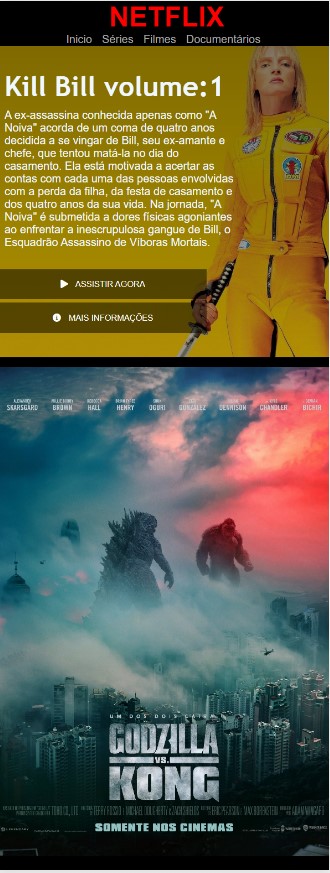 NETFLIX
Inicio Séries Filmes Documentários
Kill Bill volume:1
A ex-assassina conhecida apenas como "A
Noiva" acorda de um coma de quatro anos
decidida a se vingar de Bill, seu ex-amante e
chefe, que tentou matá-la no dia do
casamento. Ela está motivada a acertar as
contas com cada uma das pessoas envolvidas
com a perda da filha, da festa de casamento e
dos quatro anos da sua vida. Na jornada, "A
Noiva" é submetida a dores físicas agoniantes
ao enfrentar a inescrupulosa gangue de Bill, o
Esquadrão Assassino de Víboras Mortais.
ASSISTIR AGORA
MAIS INFORMAÇÕES
SKARSGARD BROWN HALL HENRY OGURI GONZÁLEZ DENNISON CHANDLER BICHIR
UM DOS DOIS CAIRÁ
GODZILLA
VS.
KONG
SOMENTE NOS CINEMAS